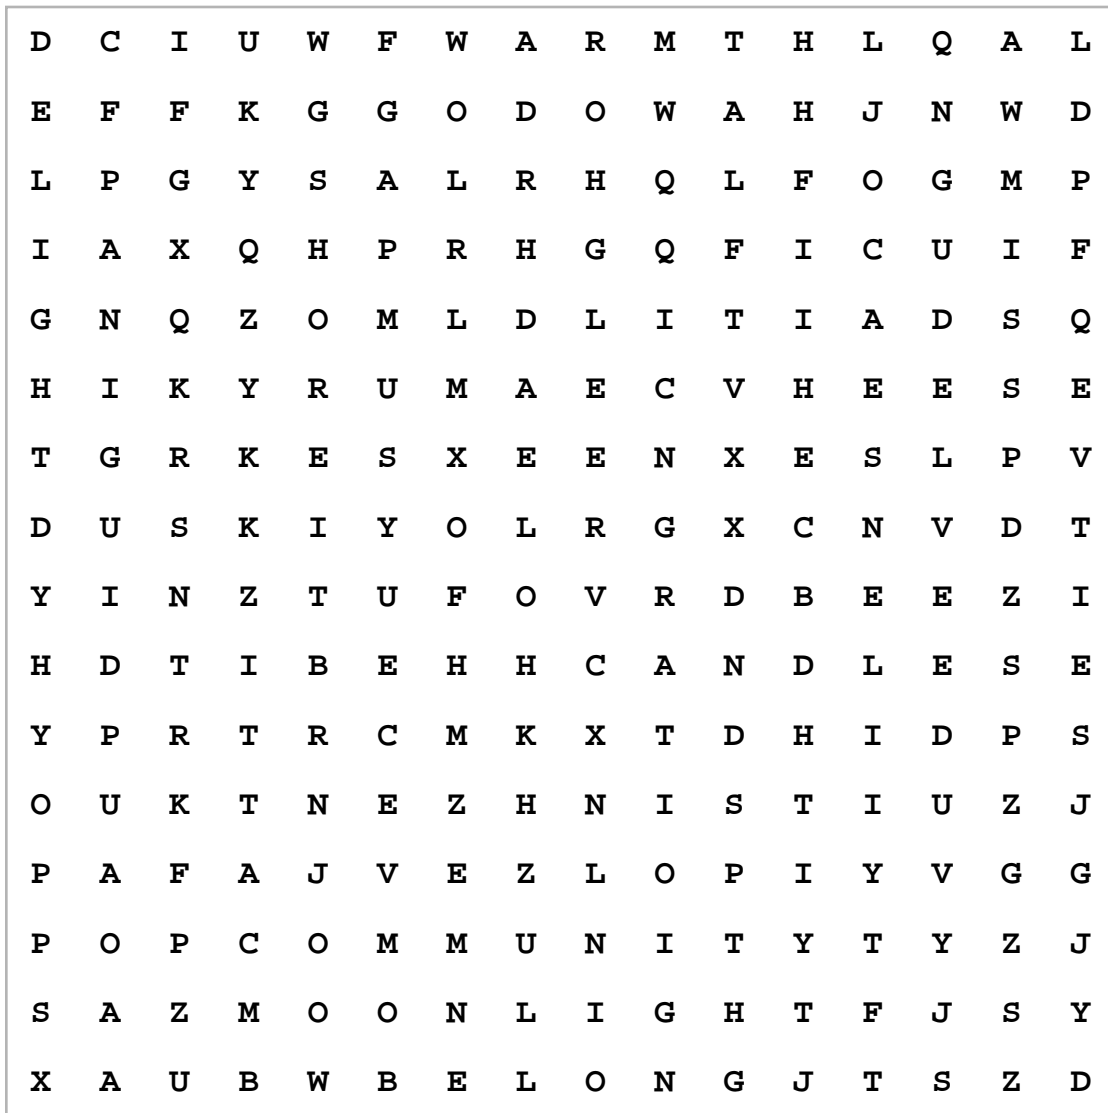 D C I U W F W A R M T H L Q A L
E F F K G G O D O W A H J N W D
L P G Y S A L R H Q L F O G M P
I A X Q H P R H G Q F I C U I F
G N Q Z O M L D L I T I A D S Q
H I K Y R U M A E C V H E E S E
T G R K E S X E E N X E S L P V
D U S K I Y O L R G X C N V D T
Y I N Z T U F O V R D B E E Z I
H D T I B E H H C A N D L E S E
Y P R T R C M K X T D H I D P S
O U K T N E Z H N I S T I U Z J
P A F A J V E Z L O P I Y V G G
P O P C O M M U N I T Y T Y Z J
S A Z M O O N L I G H T F J S Y
X A U B W B E L O N G J T S Z D